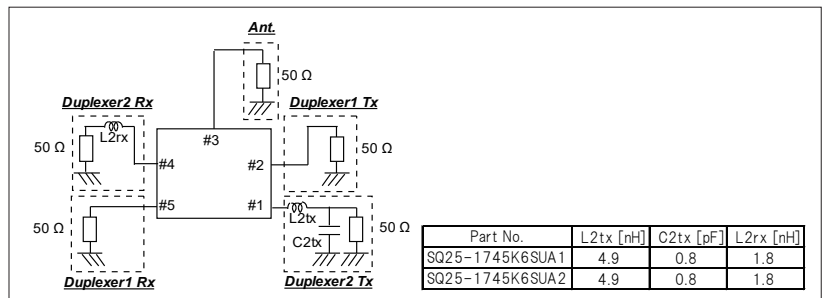 Ant.
50 Ω
Duplexer2 Rx
Duplexer1 Tx
L2rx
50 Ω
#3
50 Ω
#4
#2
#5
#1
L2tx
50 Ω
C2tx
50 Ω
Duplexer1 Rx
Duplexer2 Tx
Part No. L2tx [nH] C2tx [pF] L2rx [nH]
SQ25-1745K6SUA1 4.9 0.8 1.8
SQ25-1745K6SUA2 4.9 0.8 1.8